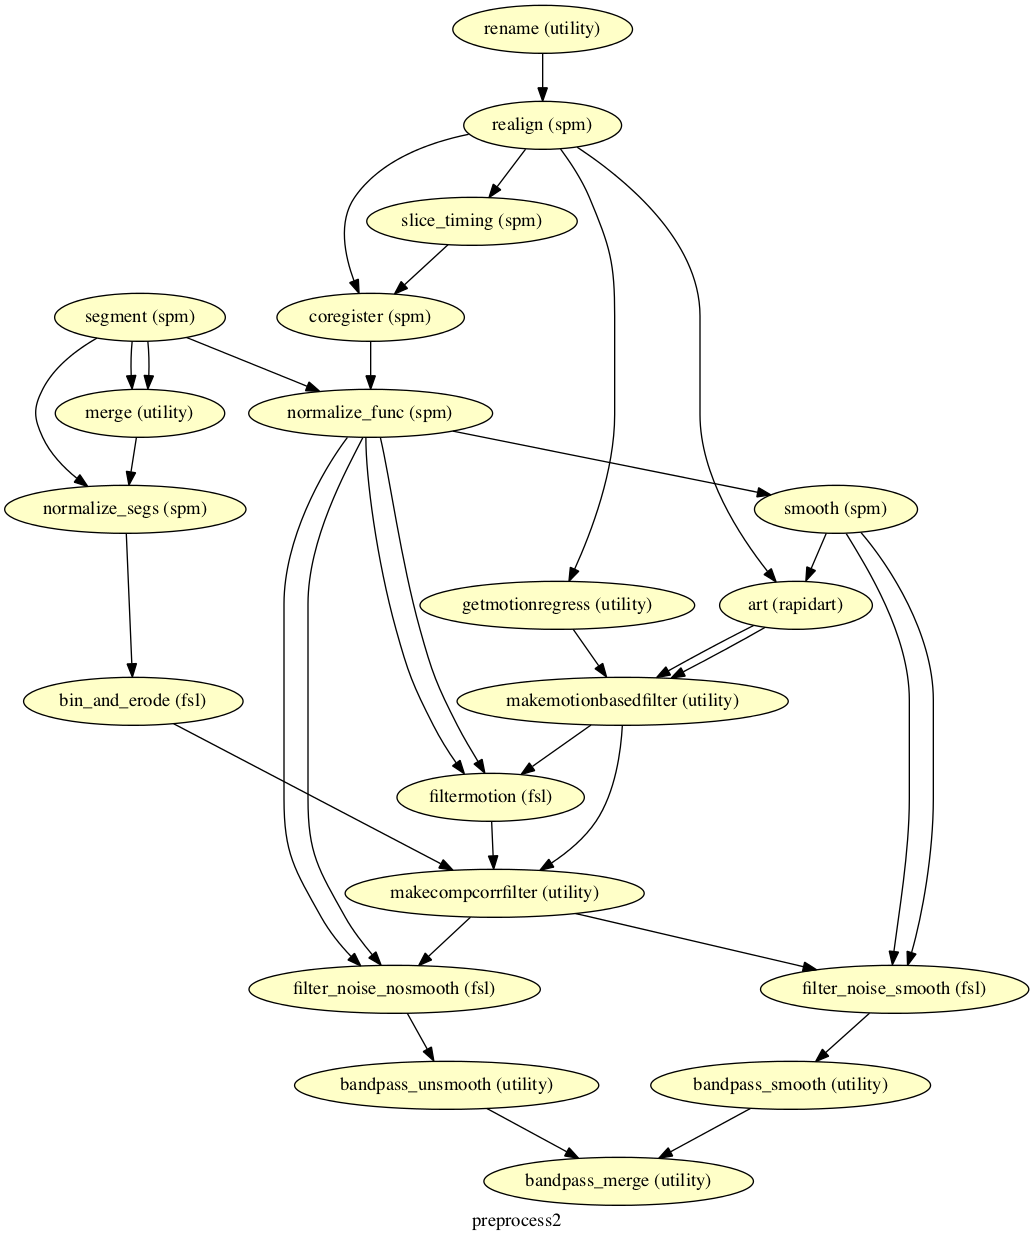 rename (utility)
realign (spm)
slice_timing (spm)
segment (spm)
coregister (spm)
merge (utility)
normalize_func (spm)
normalize_segs (spm)
smooth (spm)
getmotionregress (utility)
art (rapidart)
bin_and_erode (fsl)
makemotionbasedfilter (utility)
filtermotion (fsl)
makecompcorrfilter (utility)
filter_noise_nosmooth (fsl)
filter_noise_smooth (fsl)
bandpass_unsmooth (utility)
bandpass_smooth (utility)
bandpass_merge (utility)
preprocess2